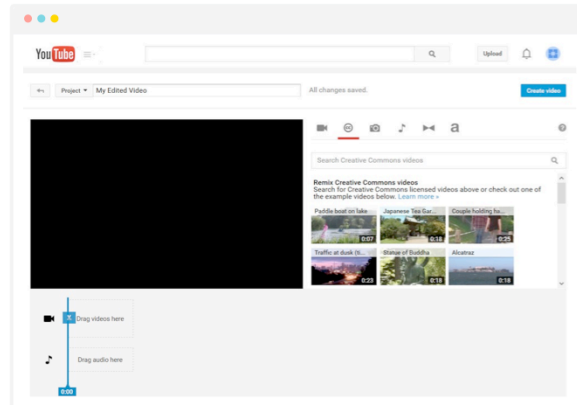 YouTube
Upload
Project
My Edited Video
All changes saved.
Create video
a
Search Creative Commons videos
Remix Creative Commons videos
Search for Creative Commons licensed videos above or check out one of
the example videos below. Learn more »
Paddle boat on lake
Japanese Tea Gar...
Couple holding ha...
0:07
0:18
0:25
Traffic at dusk (ti...
Statue of Buddha
Alcatraz
0:23
0:18
0:18
Drag videos here
Drag audio here
0:00